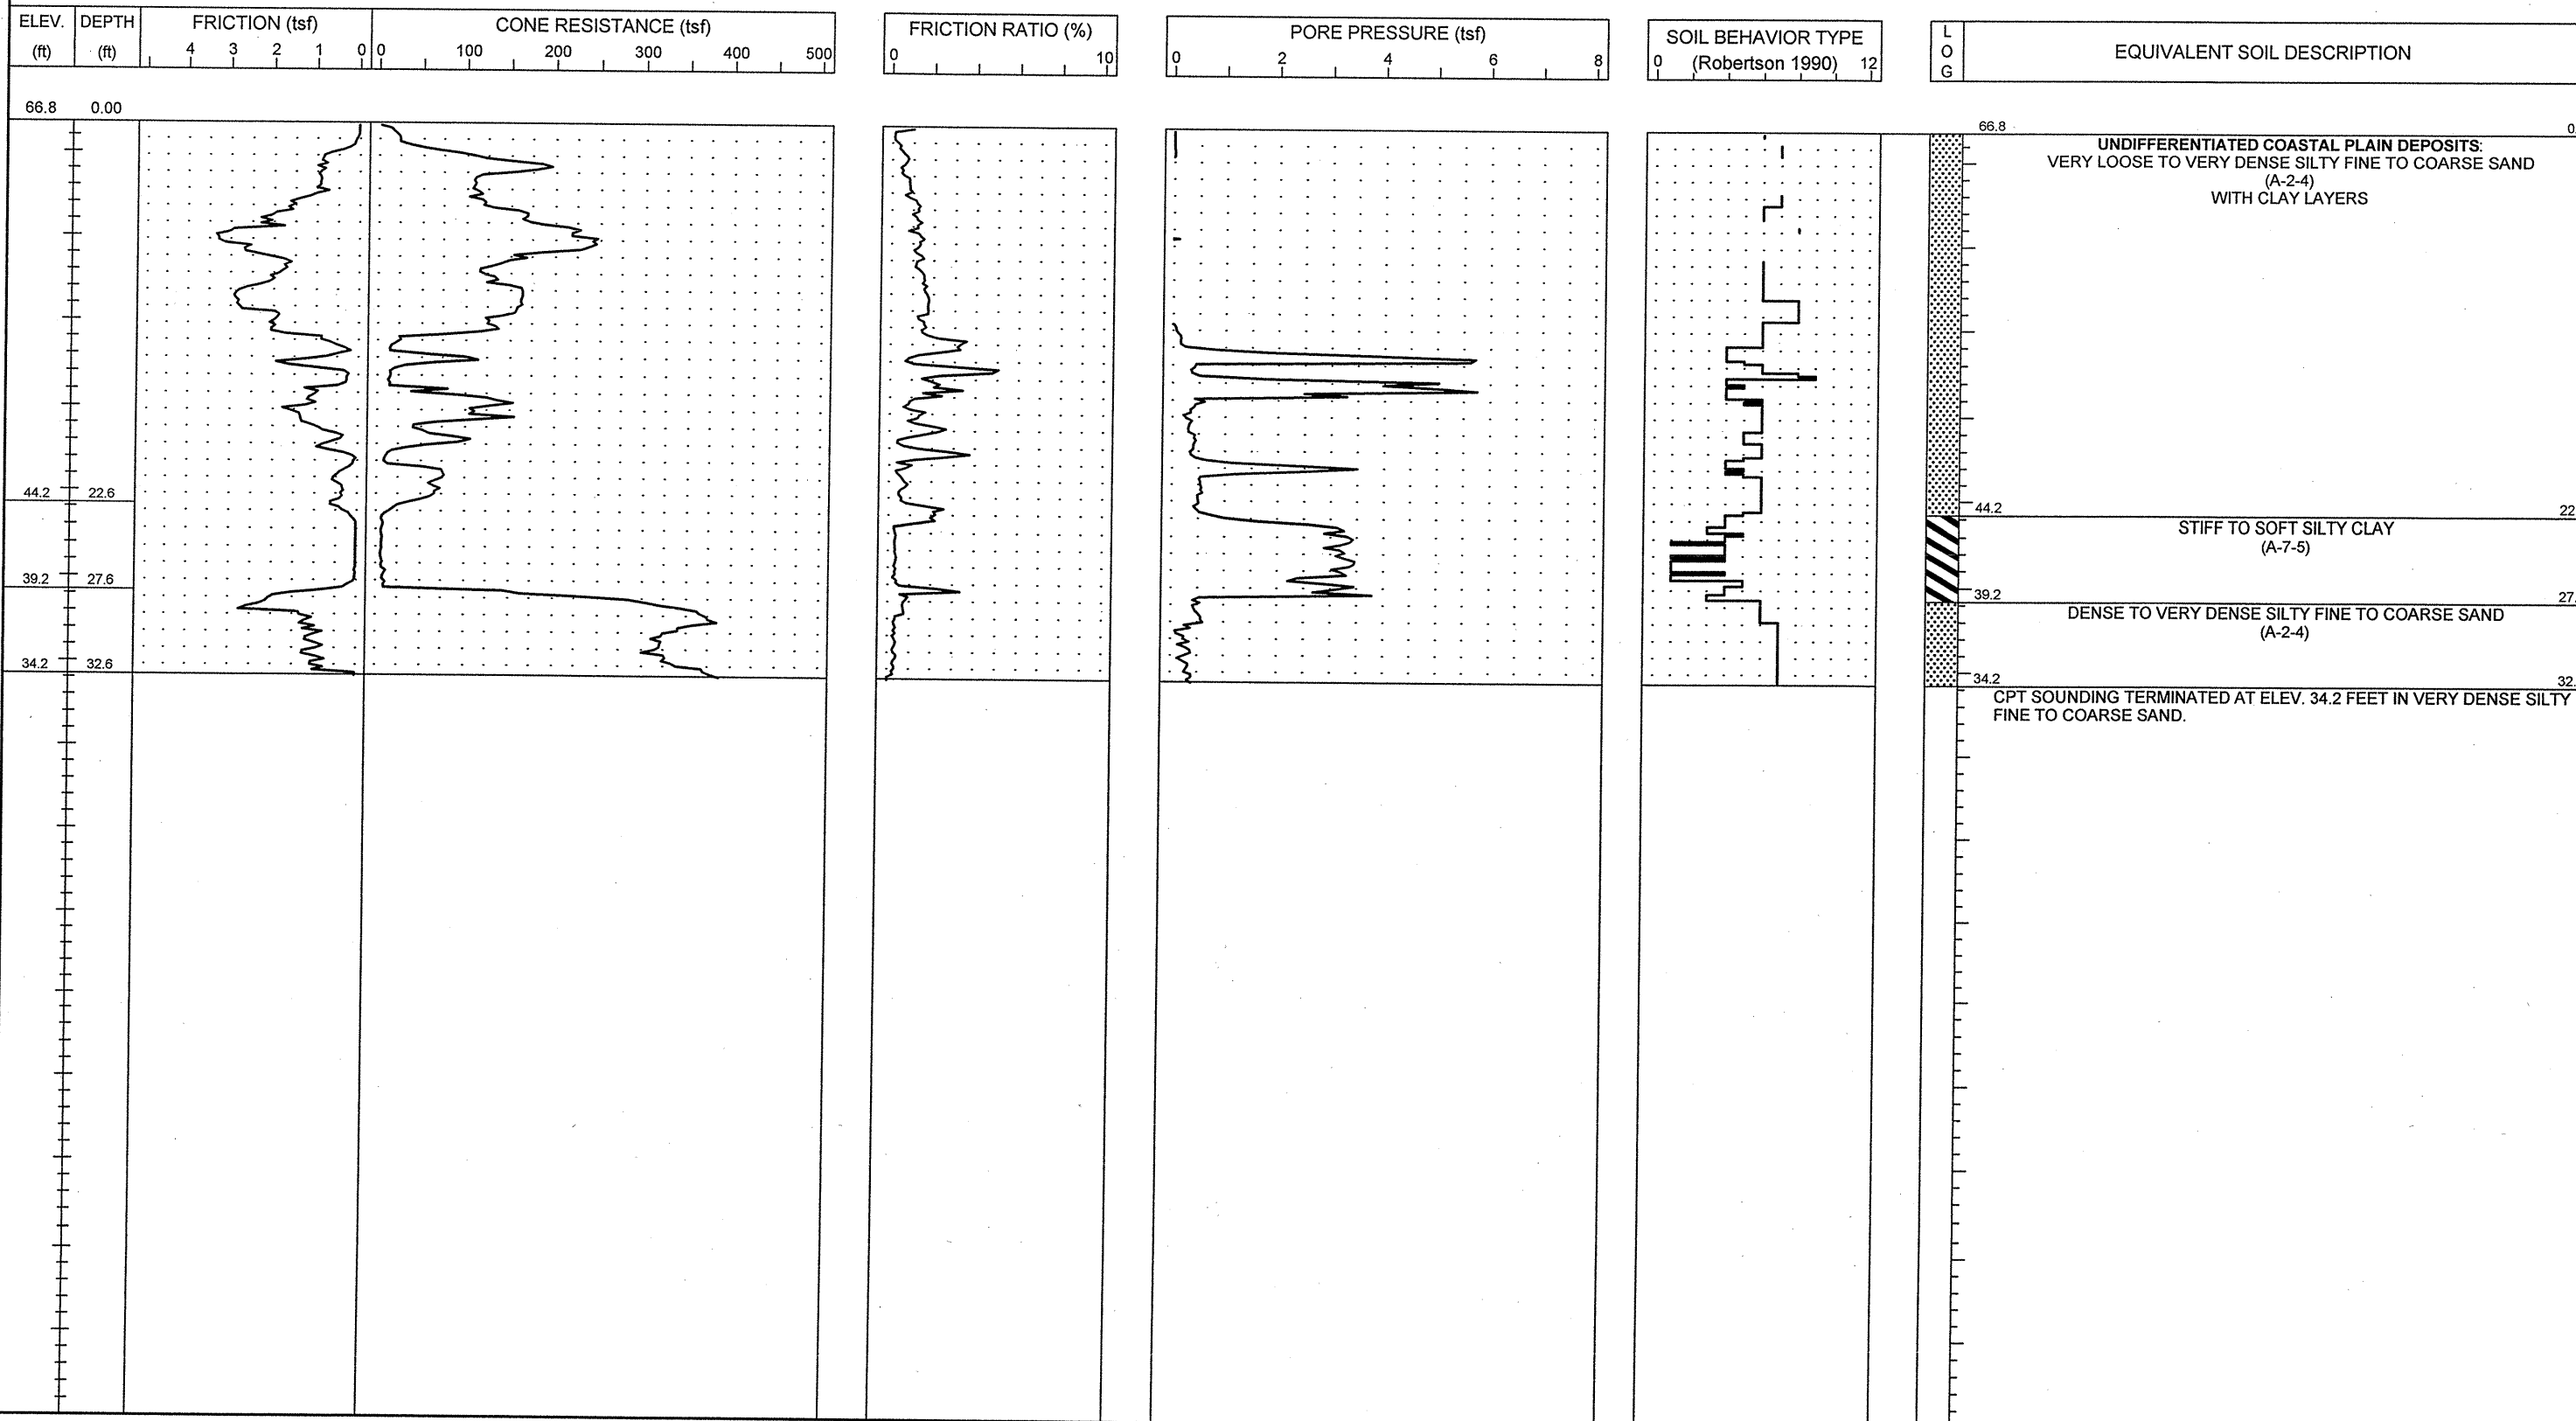 ELEV. (ft)
DEPTH (ft)
FRICTION (tsf)
4 3 2 1 0
CONE RESISTANCE (tsf)
0 100 200 300 400 500
FRICTION RATIO (%)
0 10
PORE PRESSURE (tsf)
0 2 4 6 8
SOIL BEHAVIOR TYPE
(Robertson 1990)
0 12
LOG
EQUIVALENT SOIL DESCRIPTION
66.8 0.00
44.2 22.6
39.2 27.6
34.2 32.6
66.8 0.
UNDIFFERENTIATED COASTAL PLAIN DEPOSITS:
VERY LOOSE TO VERY DENSE SILTY FINE TO COARSE SAND
(A-2-4)
WITH CLAY LAYERS
44.2 22
STIFF TO SOFT SILTY CLAY
(A-7-5)
39.2 27.
DENSE TO VERY DENSE SILTY FINE TO COARSE SAND
(A-2-4)
34.2 32.
CPT SOUNDING TERMINATED AT ELEV. 34.2 FEET IN VERY DENSE SILTY
FINE TO COARSE SAND.